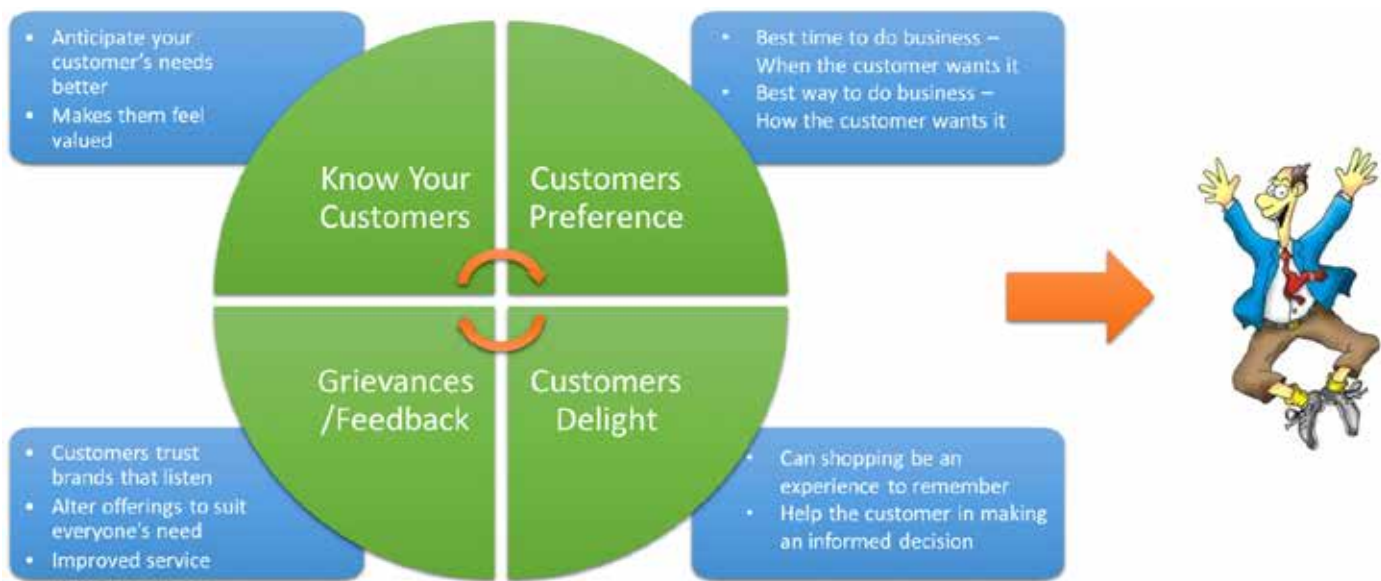 • Anticipate your
customer's needs
better
• Makes them feel
valued
Know Your
Customers
Customers
Preference
• Best time to do business –
When the customer wants it
• Best way to do business –
How the customer wants it
Grievances
/Feedback
Customers
Delight
• Customers trust
brands that listen
• Alter offerings to suit
everyone's need
• Improved service
• Can shopping be an
experience to remember
• Help the customer in making
an informed decision